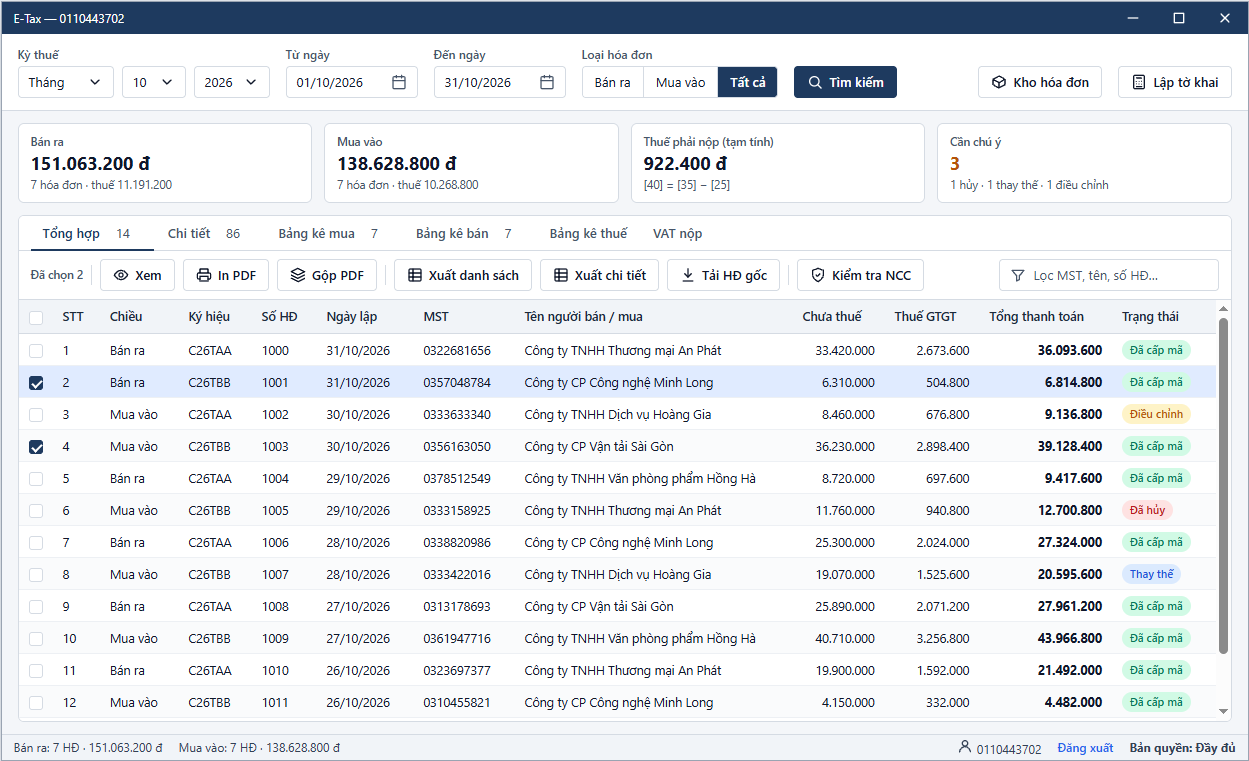 E-Tax — 0110443702
Kỳ thuế Từ ngày Đến ngày Loại hóa đơn
Tháng 10 2026 01/10/2026 31/10/2026 Bán ra Mua vào Tất cả Tìm kiếm Kho hóa đơn Lập tờ khai
Bán ra Mua vào Thuế phải nộp (tạm tính) Cần chú ý
151.063.200 đ 138.628.800 đ 922.400 đ 3
7 hóa đơn · thuế 11.191.200 7 hóa đơn · thuế 10.268.800 [40] = [35] − [25] 1 hủy · 1 thay thế · 1 điều chỉnh
Tổng hợp 14 Chi tiết 86 Bảng kê mua 7 Bảng kê bán 7 Bảng kê thuế VAT nộp
Đã chọn 2 Xem In PDF Gộp PDF Xuất danh sách Xuất chi tiết Tải HĐ gốc Kiểm tra NCC Lọc MST, tên, số HĐ...
STT Chiều Ký hiệu Số HĐ Ngày lập MST Tên người bán / mua Chưa thuế Thuế GTGT Tổng thanh toán Trạng thái
1 Bán ra C26TAA 1000 31/10/2026 0322681656 Công ty TNHH Thương mại An Phát 33.420.000 2.673.600 36.093.600 Đã cấp mã
2 Bán ra C26TBB 1001 31/10/2026 0357048784 Công ty CP Công nghệ Minh Long 6.310.000 504.800 6.814.800 Đã cấp mã
3 Mua vào C26TAA 1002 30/10/2026 0333633340 Công ty TNHH Dịch vụ Hoàng Gia 8.460.000 676.800 9.136.800 Điều chỉnh
4 Mua vào C26TBB 1003 30/10/2026 0356163050 Công ty CP Vận tải Sài Gòn 36.230.000 2.898.400 39.128.400 Đã cấp mã
5 Bán ra C26TAA 1004 29/10/2026 0378512549 Công ty TNHH Văn phòng phẩm Hồng Hà 8.720.000 697.600 9.417.600 Đã cấp mã
6 Mua vào C26TBB 1005 29/10/2026 0333158925 Công ty TNHH Thương mại An Phát 11.760.000 940.800 12.700.800 Đã hủy
7 Bán ra C26TAA 1006 28/10/2026 0338820986 Công ty CP Công nghệ Minh Long 25.300.000 2.024.000 27.324.000 Đã cấp mã
8 Mua vào C26TBB 1007 28/10/2026 0333422016 Công ty TNHH Dịch vụ Hoàng Gia 19.070.000 1.525.600 20.595.600 Thay thế
9 Bán ra C26TAA 1008 27/10/2026 0313178693 Công ty CP Vận tải Sài Gòn 25.890.000 2.071.200 27.961.200 Đã cấp mã
10 Mua vào C26TBB 1009 27/10/2026 0361947716 Công ty TNHH Văn phòng phẩm Hồng Hà 40.710.000 3.256.800 43.966.800 Đã cấp mã
11 Bán ra C26TAA 1010 26/10/2026 0323697377 Công ty TNHH Thương mại An Phát 19.900.000 1.592.000 21.492.000 Đã cấp mã
12 Mua vào C26TBB 1011 26/10/2026 0310455821 Công ty CP Công nghệ Minh Long 4.150.000 332.000 4.482.000 Đã cấp mã
Bán ra: 7 HĐ · 151.063.200 đ Mua vào: 7 HĐ · 138.628.800 đ 0110443702 Đăng xuất Bản quyền: Đầy đủ